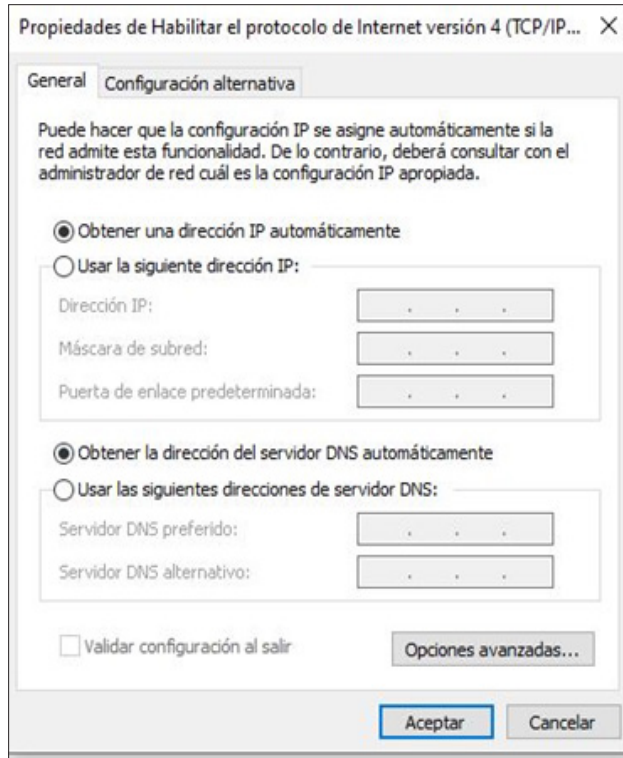 Propiedades de Habilitar el protocolo de Internet versión 4 (TCP/IP...
General
Configuración alternativa
Puede hacer que la configuración IP se asigne automáticamente si la
red admite esta funcionalidad. De lo contrario, deberá consultar con el
administrador de red cuál es la configuración IP apropiada.
Obtener una dirección IP automáticamente
Usar la siguiente dirección IP:
Dirección IP:
Máscara de subred:
Puerta de enlace predeterminada:
Obtener la dirección del servidor DNS automáticamente
Usar las siguientes direcciones de servidor DNS:
Servidor DNS preferido:
Servidor DNS alternativo:
Validar configuración al salir
Opciones avanzadas...
Aceptar
Cancelar